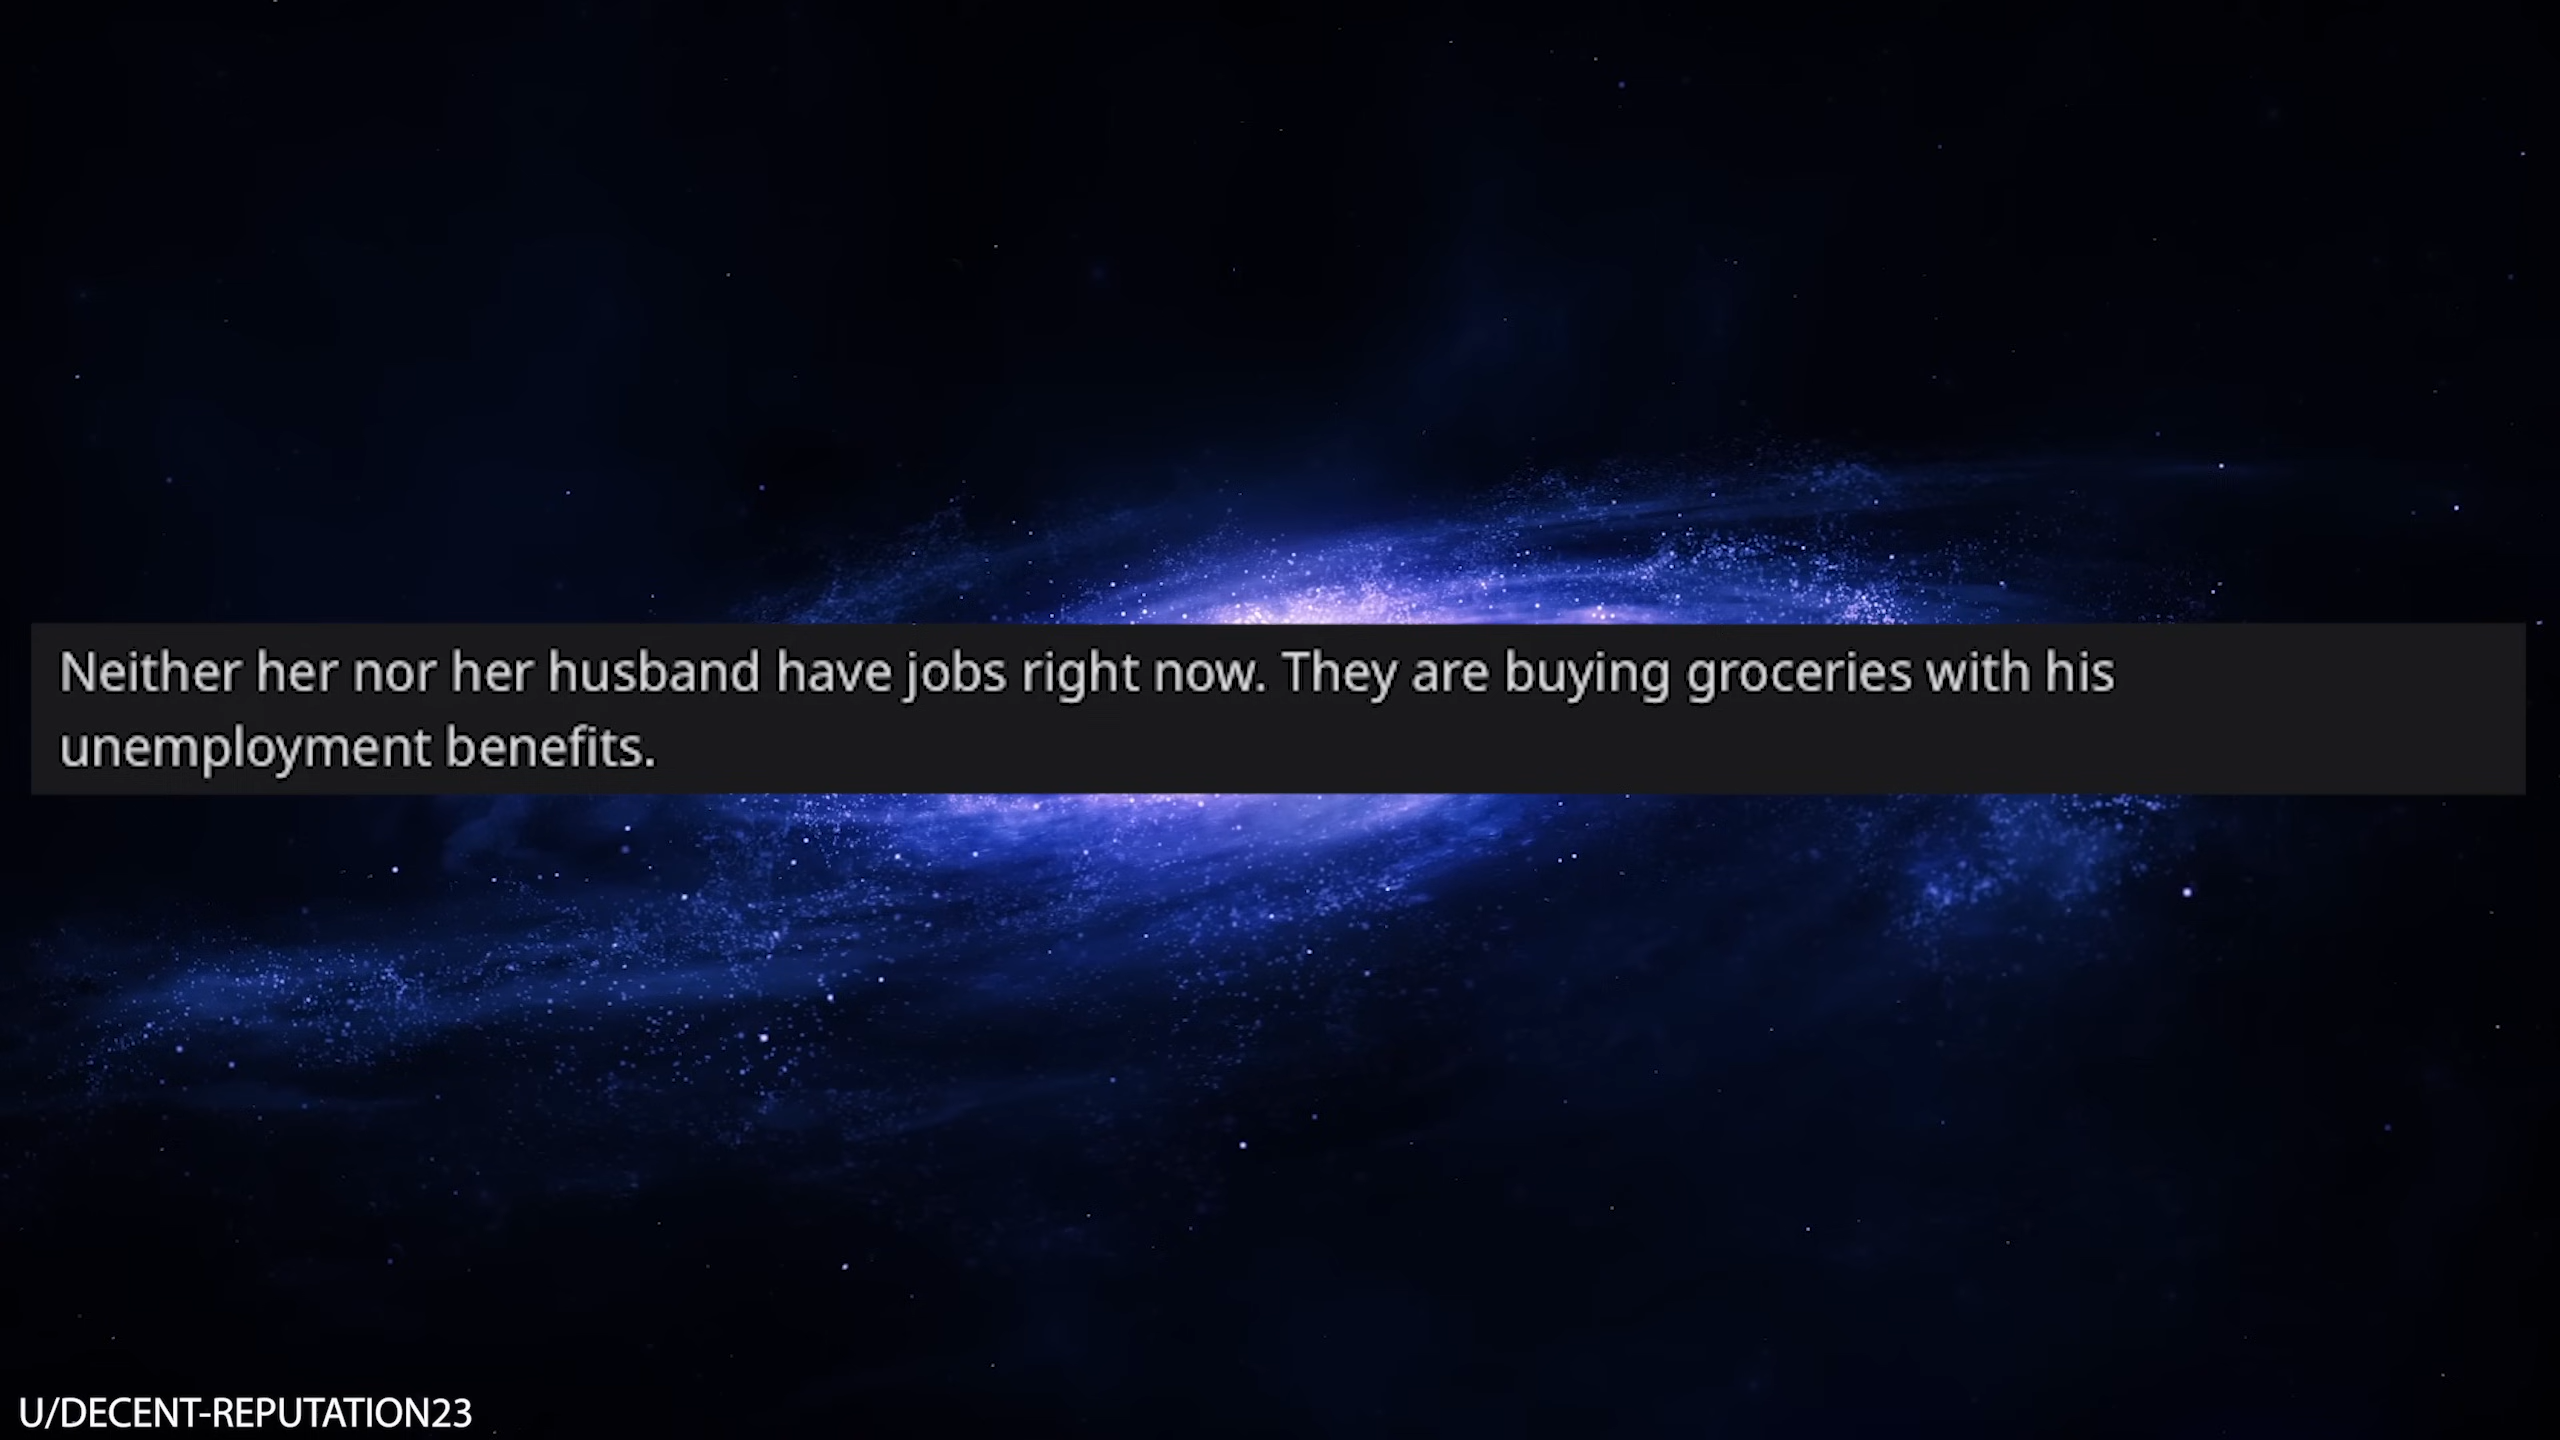 Neither her nor her husband have jobs right now. They are buying groceries with his
unemployment benefits.
U/DECENT-REPUTATION23